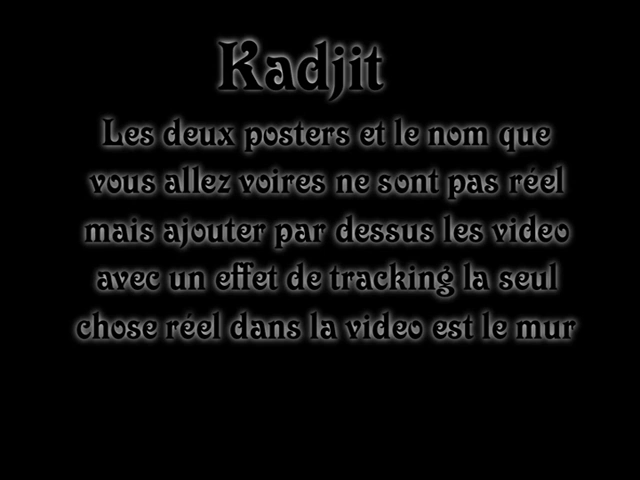 Kadjit
Les deux posters et le nom que
vous allez voires ne sont pas réel
mais ajouter par dessus les video
avec un effet de tracking la seul
chose réel dans la video est le mur